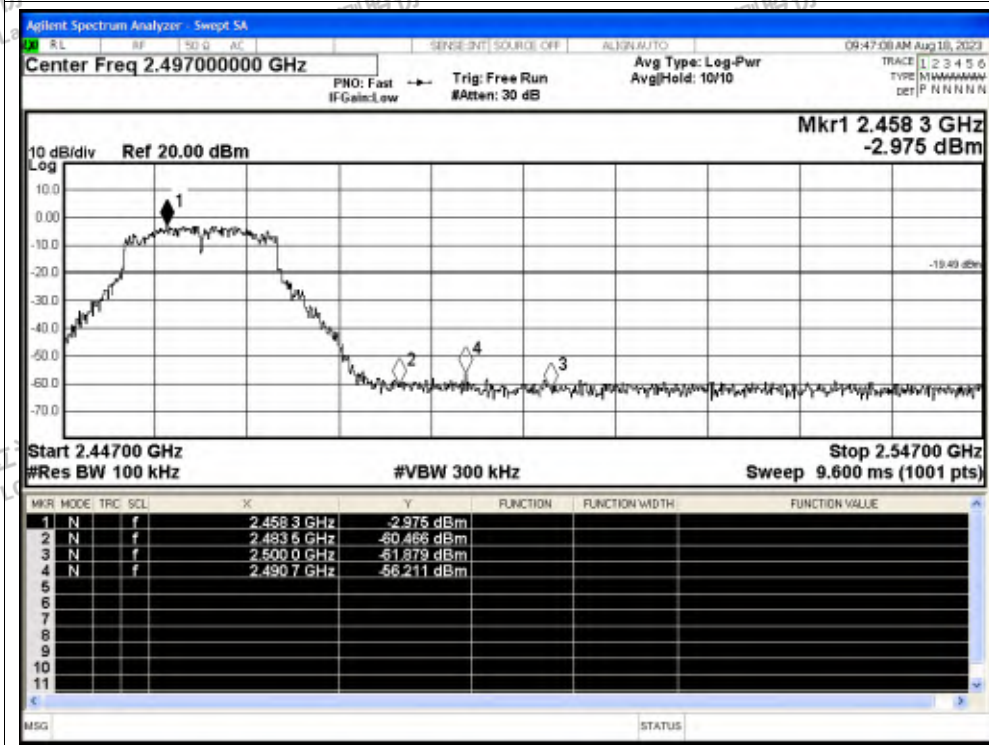 Agilent Spectrum Analyzer - Swept SA
RL RF 50 Ω AC SENSE:INT SOURCE OFF ALIGN AUTO 09:47:08 AM Aug 18, 2023
Center Freq 2.497000000 GHz
PNO: Fast
IFGain:Low
Trig: Free Run
#Atten: 30 dB
Avg Type: Log-Pwr
Avg|Hold: 10/10
TRACE 1 2 3 4 5 6
TYPE M
DET P N N N N N
Mkr1 2.458 3 GHz
-2.975 dBm
10 dB/div Ref 20.00 dBm
Log
10.0
0.00
-10.0
-20.0
-30.0
-40.0
-50.0
-60.0
-70.0
1
2
4
3
-19.49 dBm
Start 2.44700 GHz Stop 2.54700 GHz
#Res BW 100 kHz #VBW 300 kHz Sweep 9.600 ms (1001 pts)
MKR MODE TRC SCL X Y FUNCTION FUNCTION WIDTH FUNCTION VALUE
1 N f 2.458 3 GHz -2.975 dBm
2 N f 2.483 5 GHz -60.466 dBm
3 N f 2.500 0 GHz -61.879 dBm
4 N f 2.490 7 GHz -56.211 dBm
5
6
7
8
9
10
11
MSG STATUS